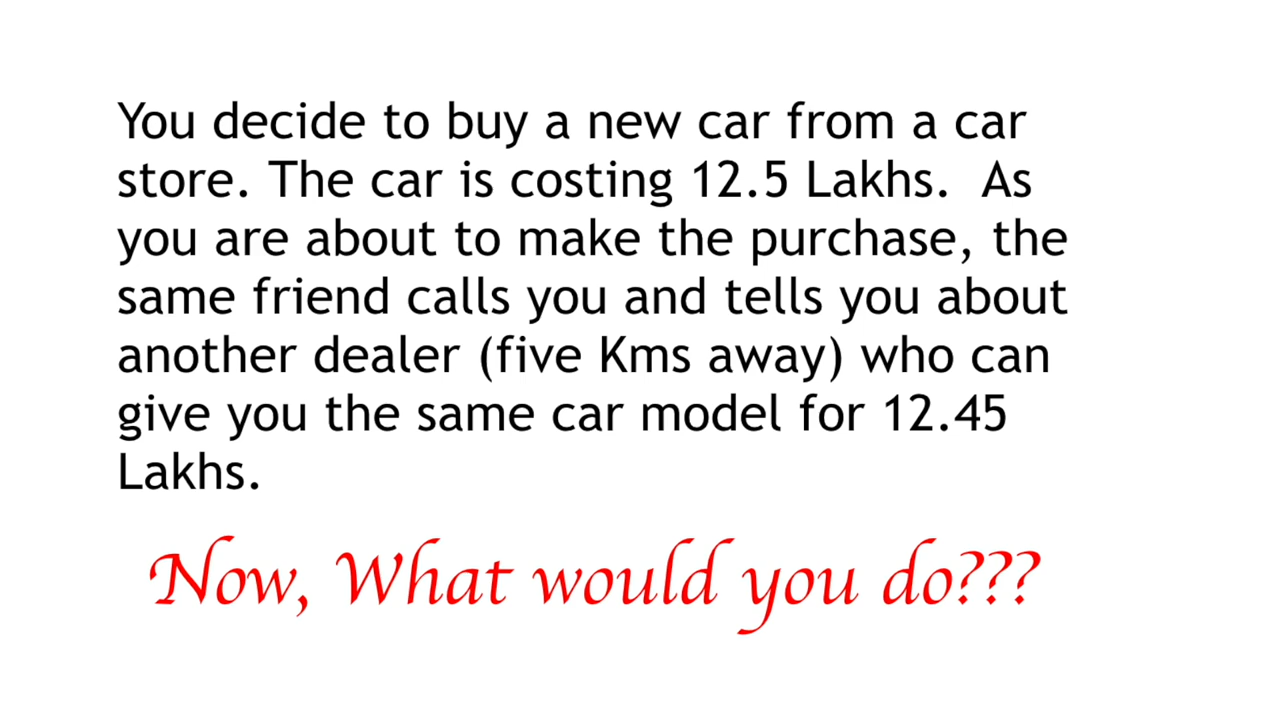 You decide to buy a new car from a car
store. The car is costing 12.5 Lakhs.  As
you are about to make the purchase, the
same friend calls you and tells you about
another dealer (five Kms away) who can
give you the same car model for 12.45
Lakhs.
Now, What would you do???